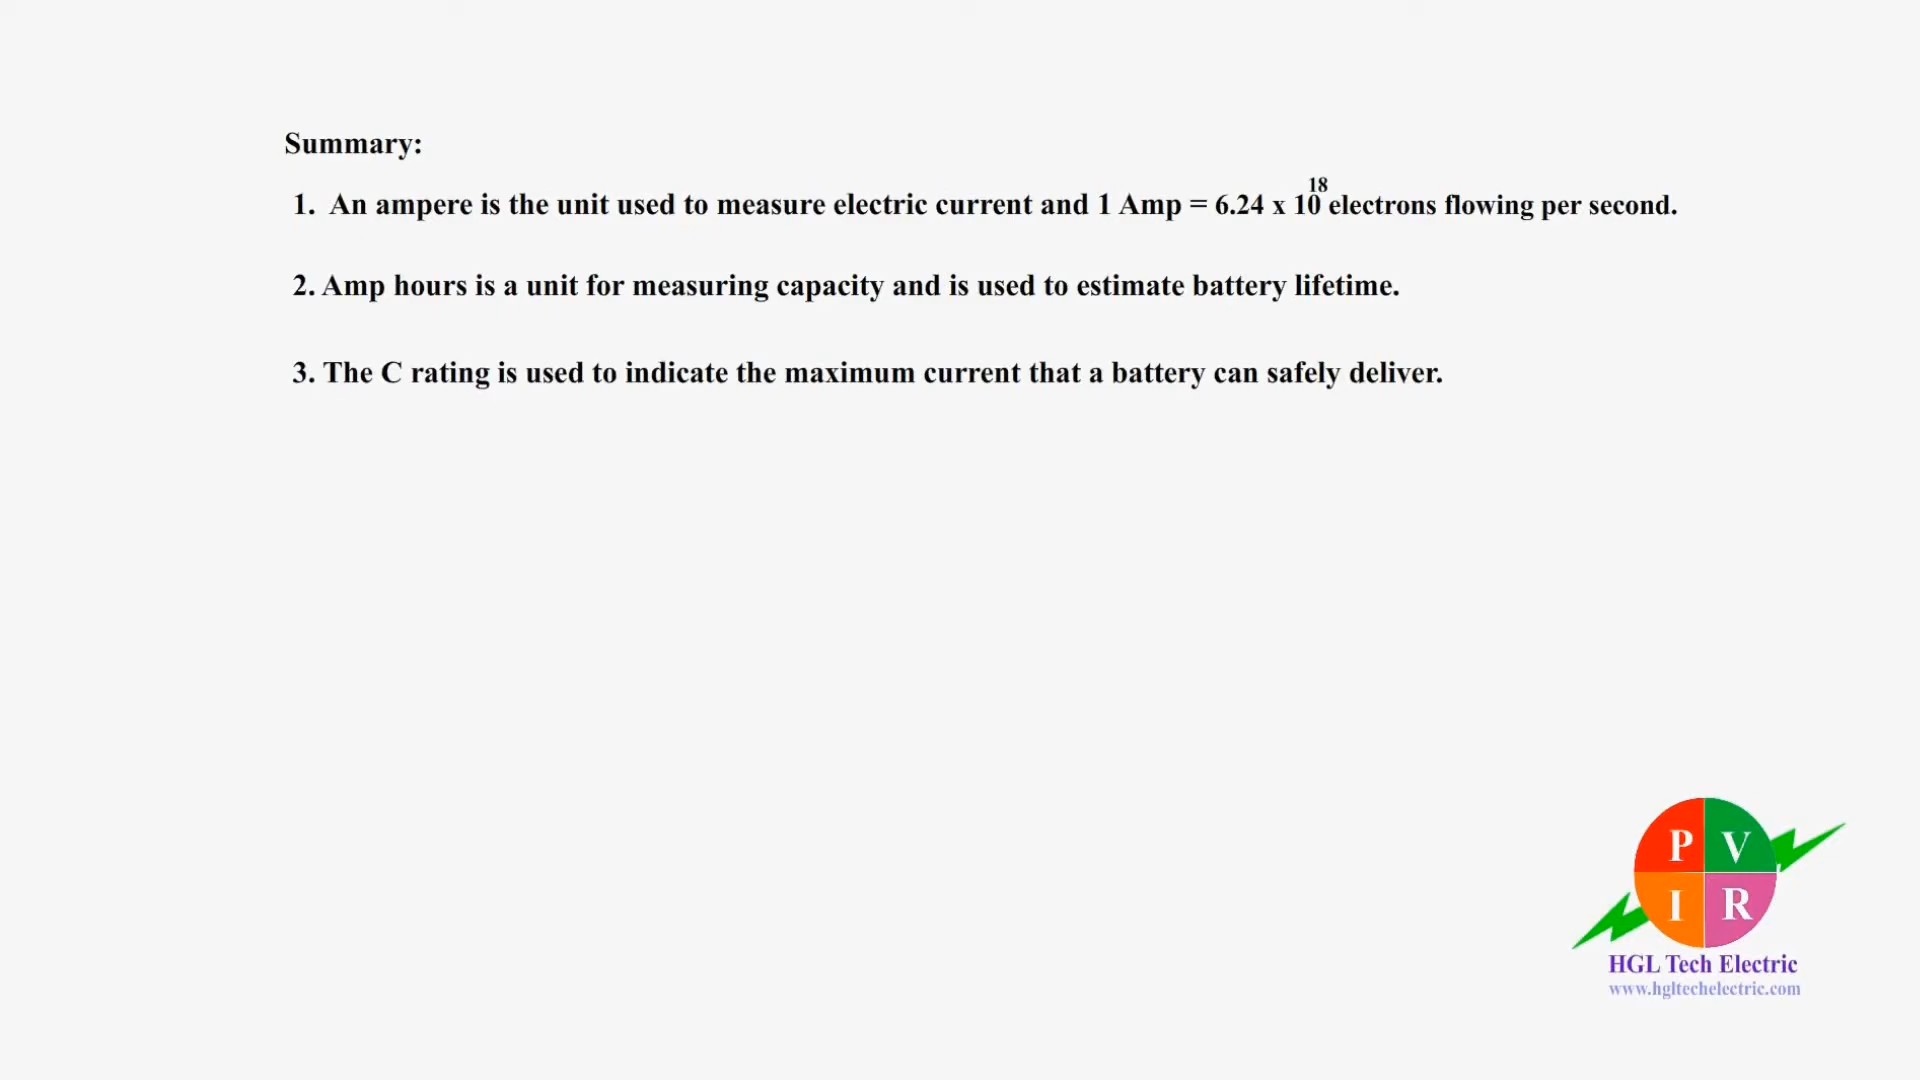 Summary:
1. An ampere is the unit used to measure electric current and 1 Amp = 6.24 x 10¹⁸ electrons flowing per second.
2. Amp hours is a unit for measuring capacity and is used to estimate battery lifetime.
3. The C rating is used to indicate the maximum current that a battery can safely deliver.
P V
I R
HGL Tech Electric
www.hgltechelectric.com